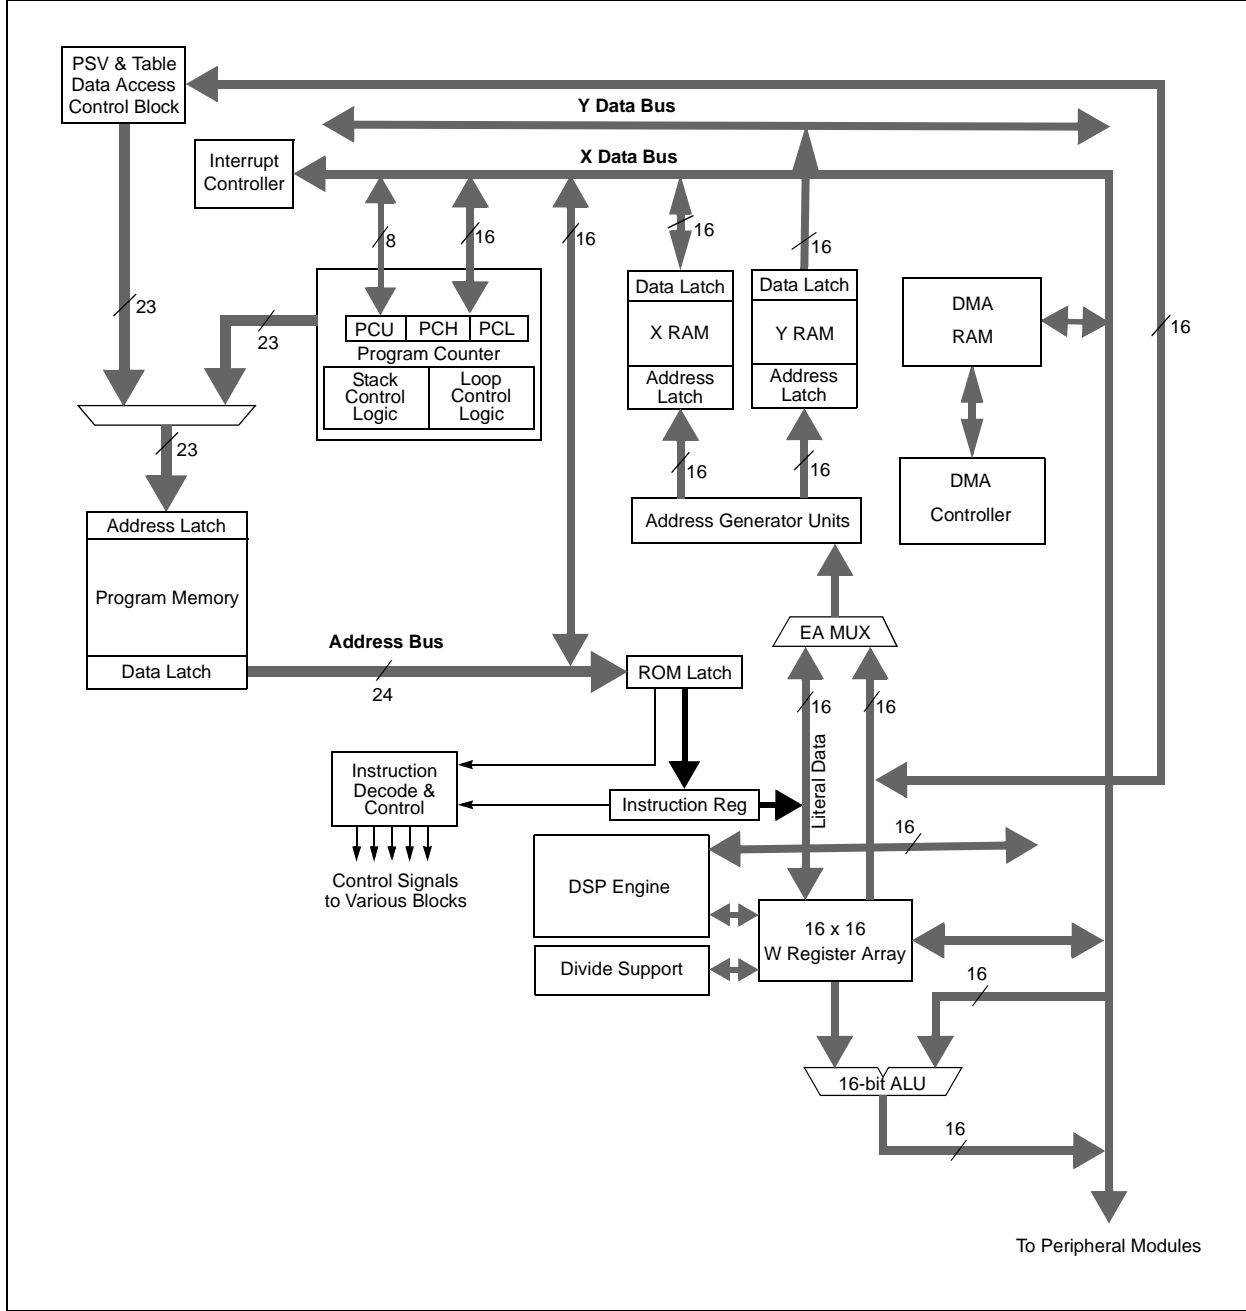 PSV & Table
Data Access
Control Block
Y Data Bus
Interrupt
Controller
X Data Bus
8
16
16
16
16
23
23
Data Latch
X RAM
Address
Latch
Data Latch
Y RAM
Address
Latch
DMA
RAM
16
PCU
PCH
PCL
Program Counter
Stack
Control
Logic
Loop
Control
Logic
23
16
16
DMA
Controller
Address Latch
Program Memory
Data Latch
Address Generator Units
EA MUX
Address Bus
24
ROM Latch
16
16
Literal Data
Instruction
Decode &
Control
Instruction Reg
Control Signals
to Various Blocks
16
DSP Engine
16 x 16
W Register Array
Divide Support
16
16-bit ALU
16
To Peripheral Modules